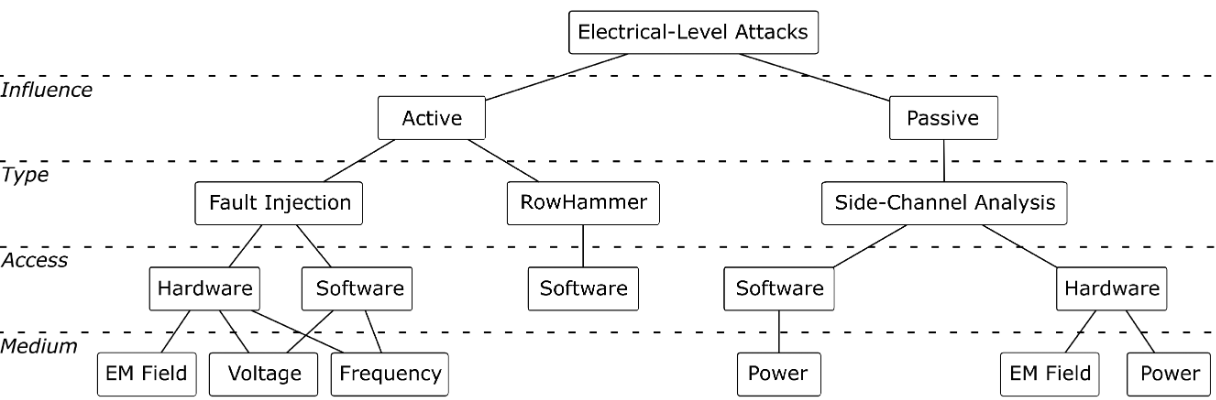 Electrical-Level Attacks
Influence
Active
Passive
Type
Fault Injection
RowHammer
Side-Channel Analysis
Access
Hardware
Software
Software
Software
Hardware
Medium
EM Field
Voltage
Frequency
Power
EM Field
Power